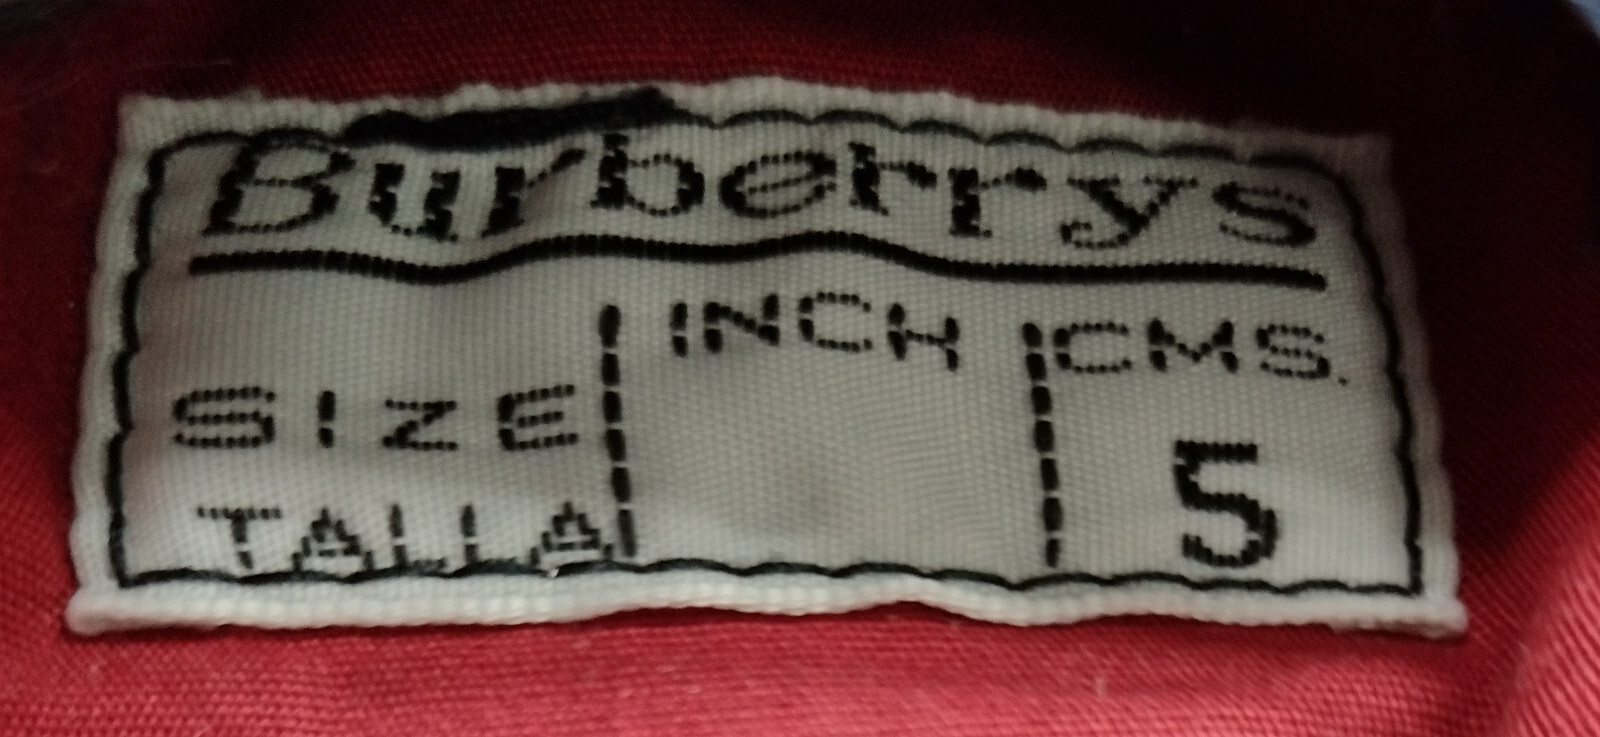 Burberrys
INCH CMS.
SIZE
TALLA 5